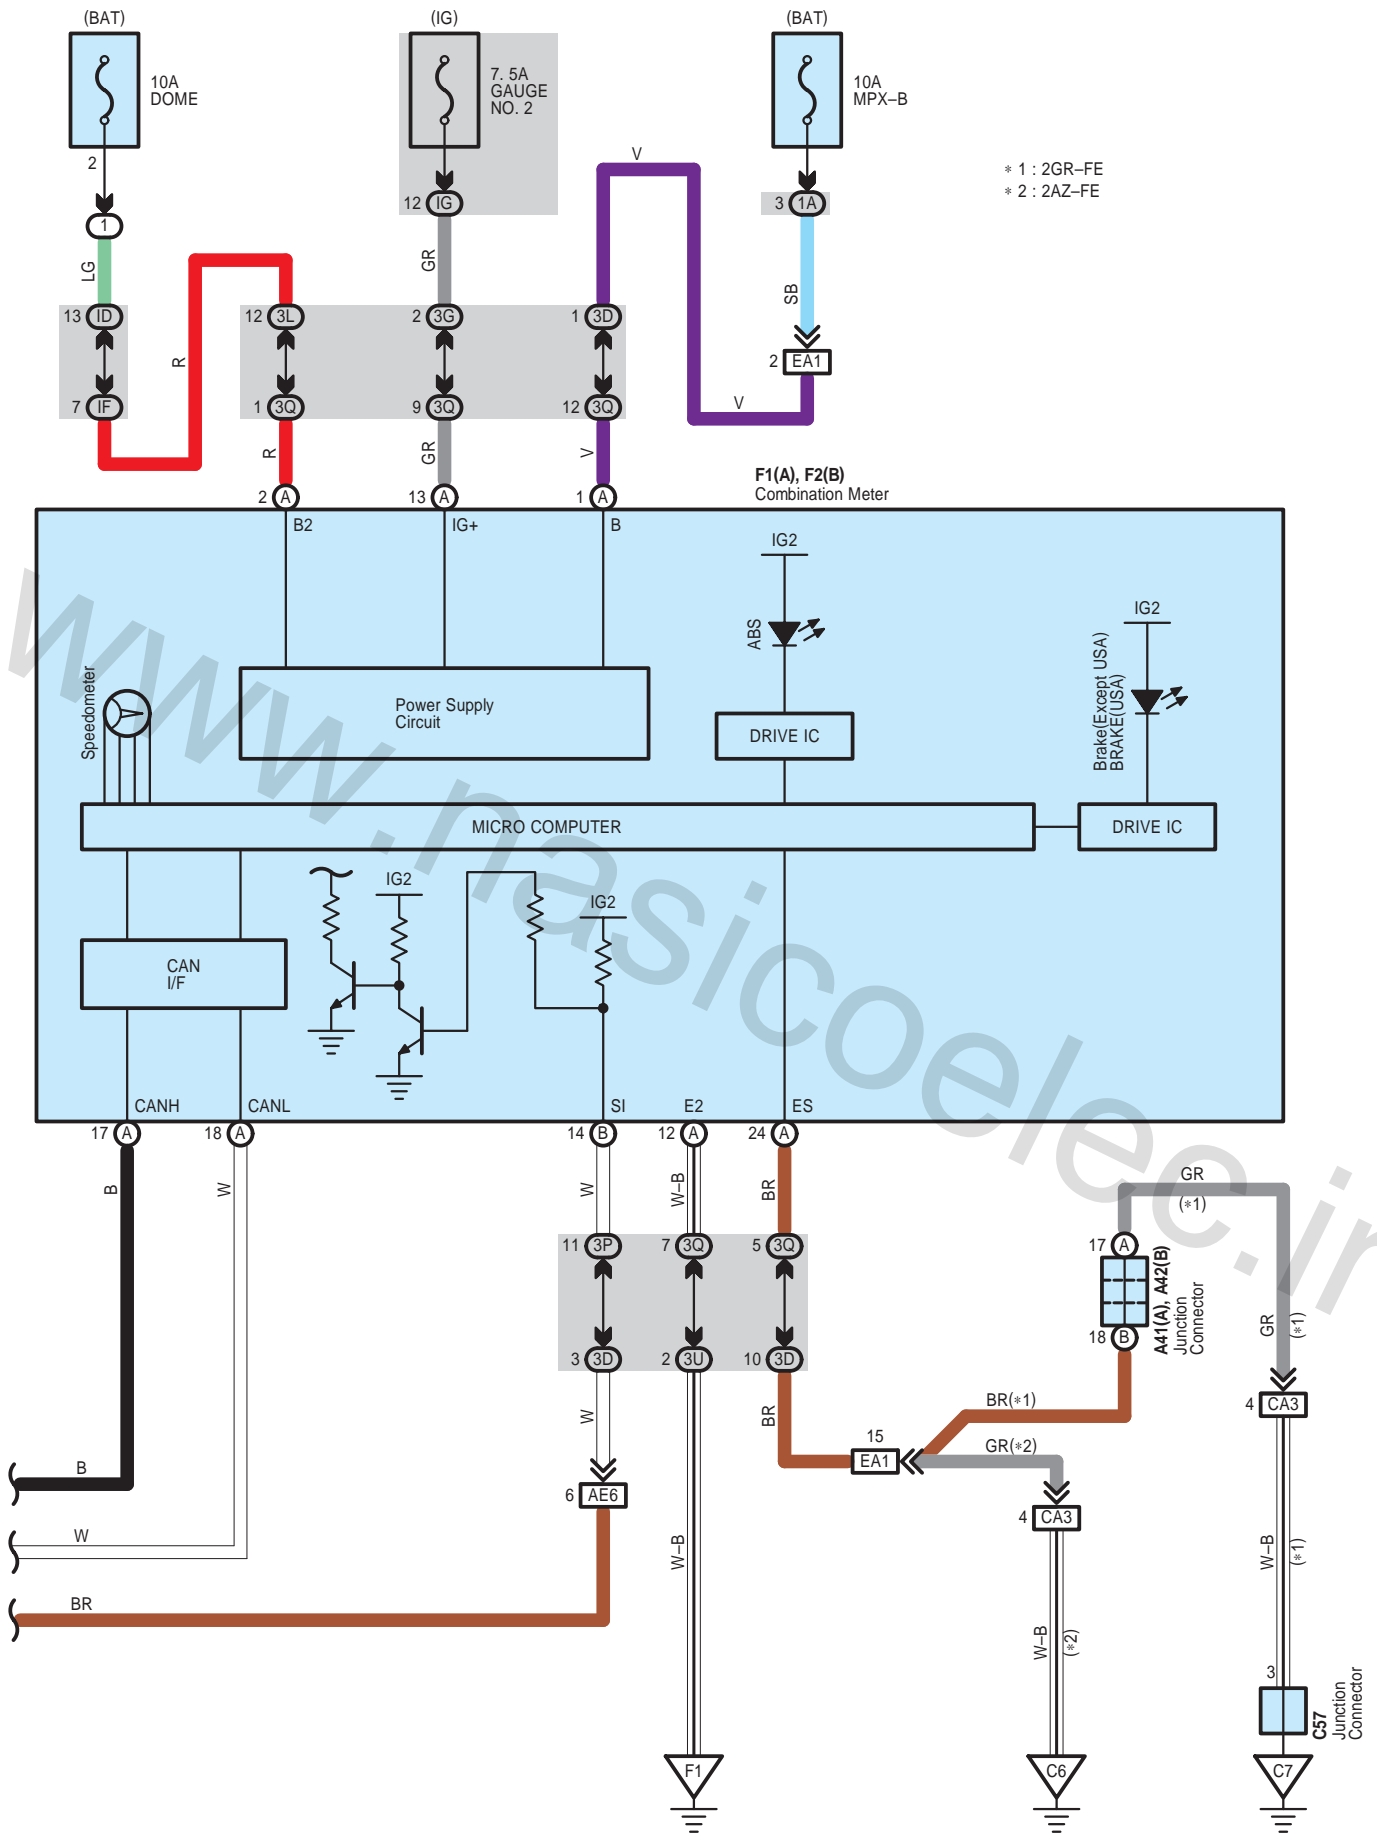 (BAT)
(IG)
(BAT)
10A
DOME
7. 5A
GAUGE
NO. 2
10A
MPX–B
∗ 1 : 2GR–FE
∗ 2 : 2AZ–FE
2
1
12 IG
3 1A
V
LG
GR
SB
R
13 ID
12 3L
2 3G
1 3D
2 EA1
7 IF
1 3Q
9 3Q
12 3Q
V
R
GR
V
F1(A), F2(B)
Combination Meter
2 A
13 A
1 A
B2
IG+
B
IG2
ABS
IG2
Brake(Except USA)
BRAKE(USA)
Speedometer
Power Supply
Circuit
DRIVE IC
MICRO COMPUTER
DRIVE IC
IG2
IG2
CAN
I/F
CANH
CANL
SI
E2
ES
17 A
18 A
14 B
12 A
24 A
B
W
W
W–B
BR
GR
(∗1)
11 3P
7 3Q
5 3Q
17 A
A41(A), A42(B)
Junction
Connector
18 B
GR
(∗1)
3 3D
2 3U
10 3D
W
BR
BR(∗1)
4 CA3
15
EA1
GR(∗2)
B
6 AE6
4 CA3
W
W–B
W–B
(∗1)
BR
W–B
(∗2)
3
C57
Junction
Connector
F1
C6
C7
www.nasicoelec.ir